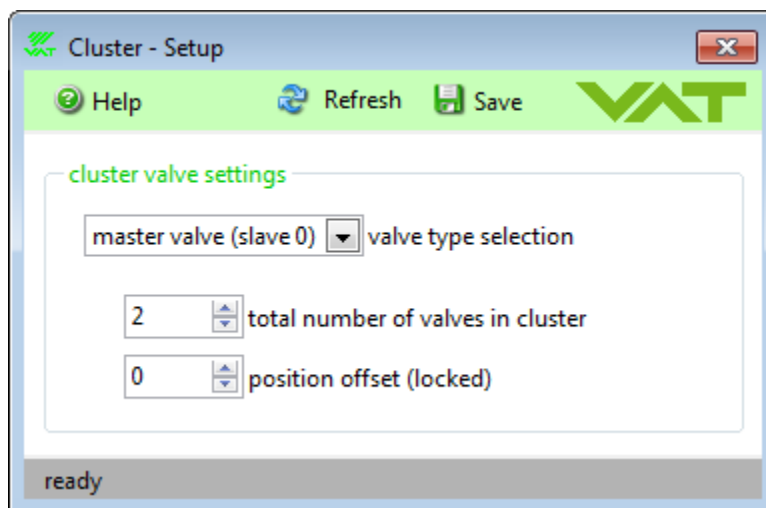 Cluster - Setup
Help Refresh Save VAT
cluster valve settings
master valve (slave 0) valve type selection
2 total number of valves in cluster
0 position offset (locked)
ready